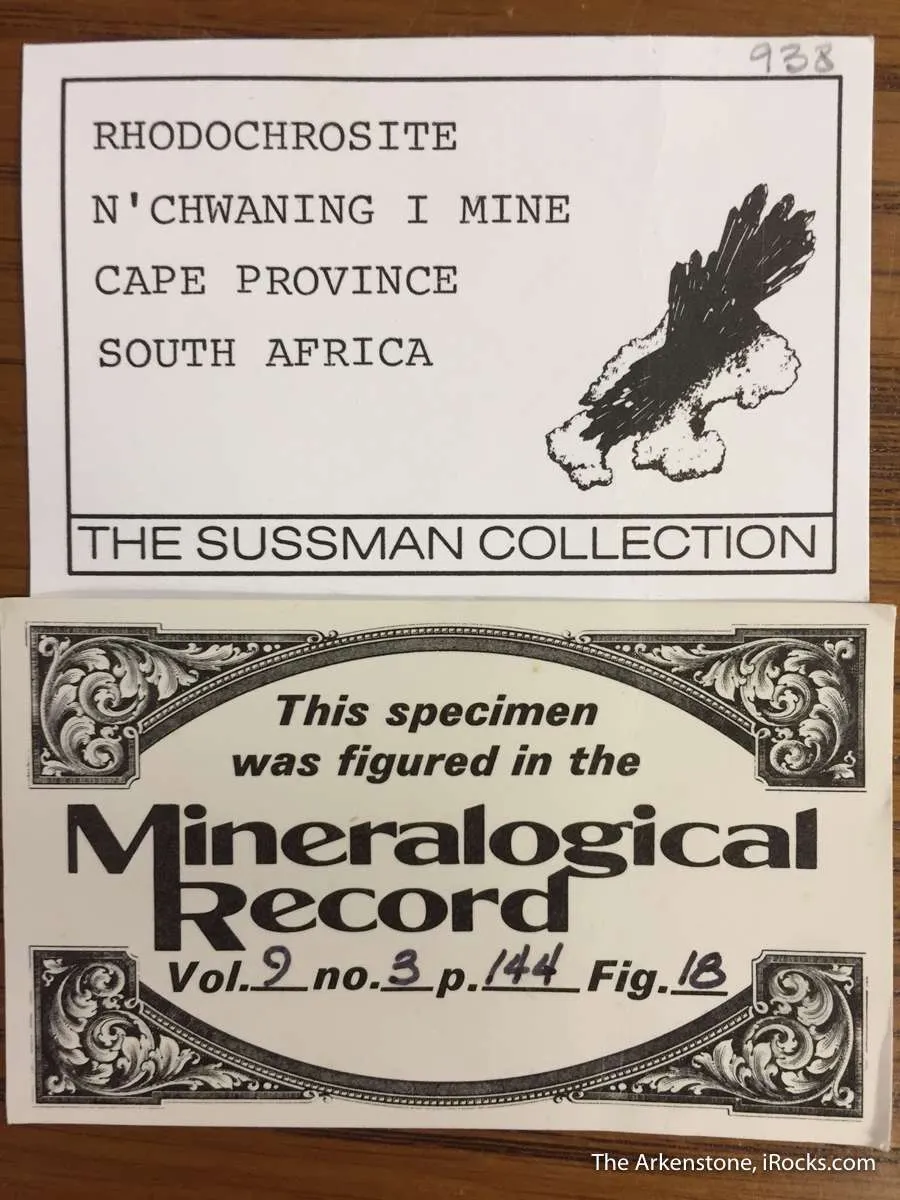 938
RHODOCHROSITE
N'CHWANING I MINE
CAPE PROVINCE
SOUTH AFRICA
THE SUSSMAN COLLECTION
This specimen
was figured in the
Mineralogical
Record
Vol. 9 no. 3 p. 144 Fig. 18
The Arkenstone, iRocks.com